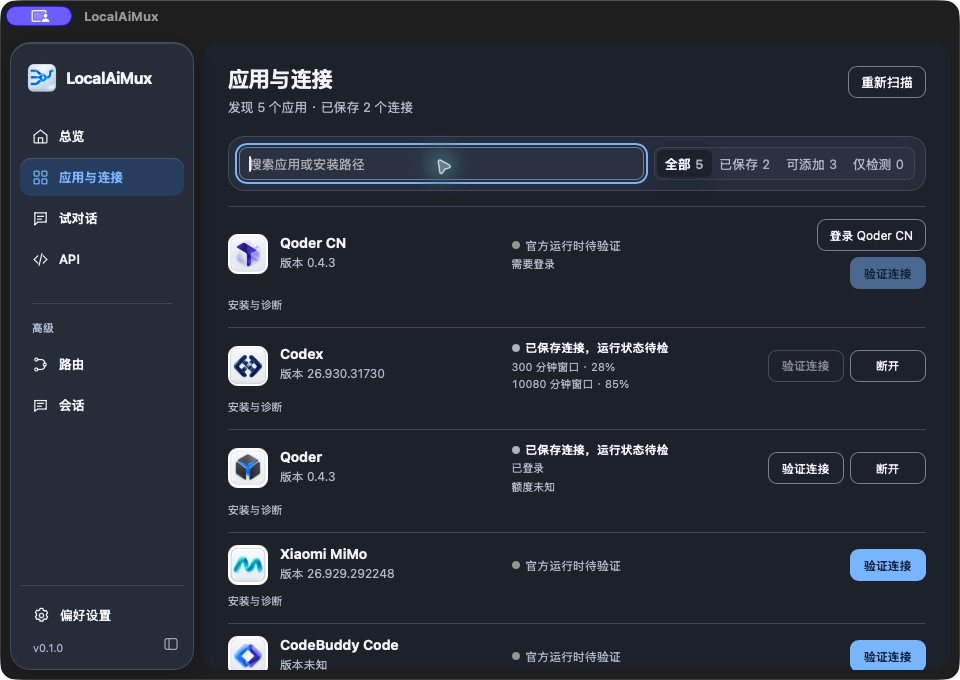 LocalAiMux
LocalAiMux
总览
应用与连接
试对话
API
高级
路由
会话
偏好设置
v0.1.0
应用与连接
发现 5 个应用 · 已保存 2 个连接
重新扫描
搜索应用或安装路径
全部 5 已保存 2 可添加 3 仅检测 0
Qoder CN
版本 0.4.3
官方运行时待验证
需要登录
登录 Qoder CN
验证连接
安装与诊断
Codex
版本 26.930.31730
已保存连接，运行状态待检
300 分钟窗口 · 28%
10080 分钟窗口 · 85%
验证连接 断开
安装与诊断
Qoder
版本 0.4.3
已保存连接，运行状态待检
已登录
额度未知
验证连接 断开
安装与诊断
Xiaomi MiMo
版本 26.929.292248
官方运行时待验证
验证连接
安装与诊断
CodeBuddy Code
版本未知
官方运行时待验证
验证连接